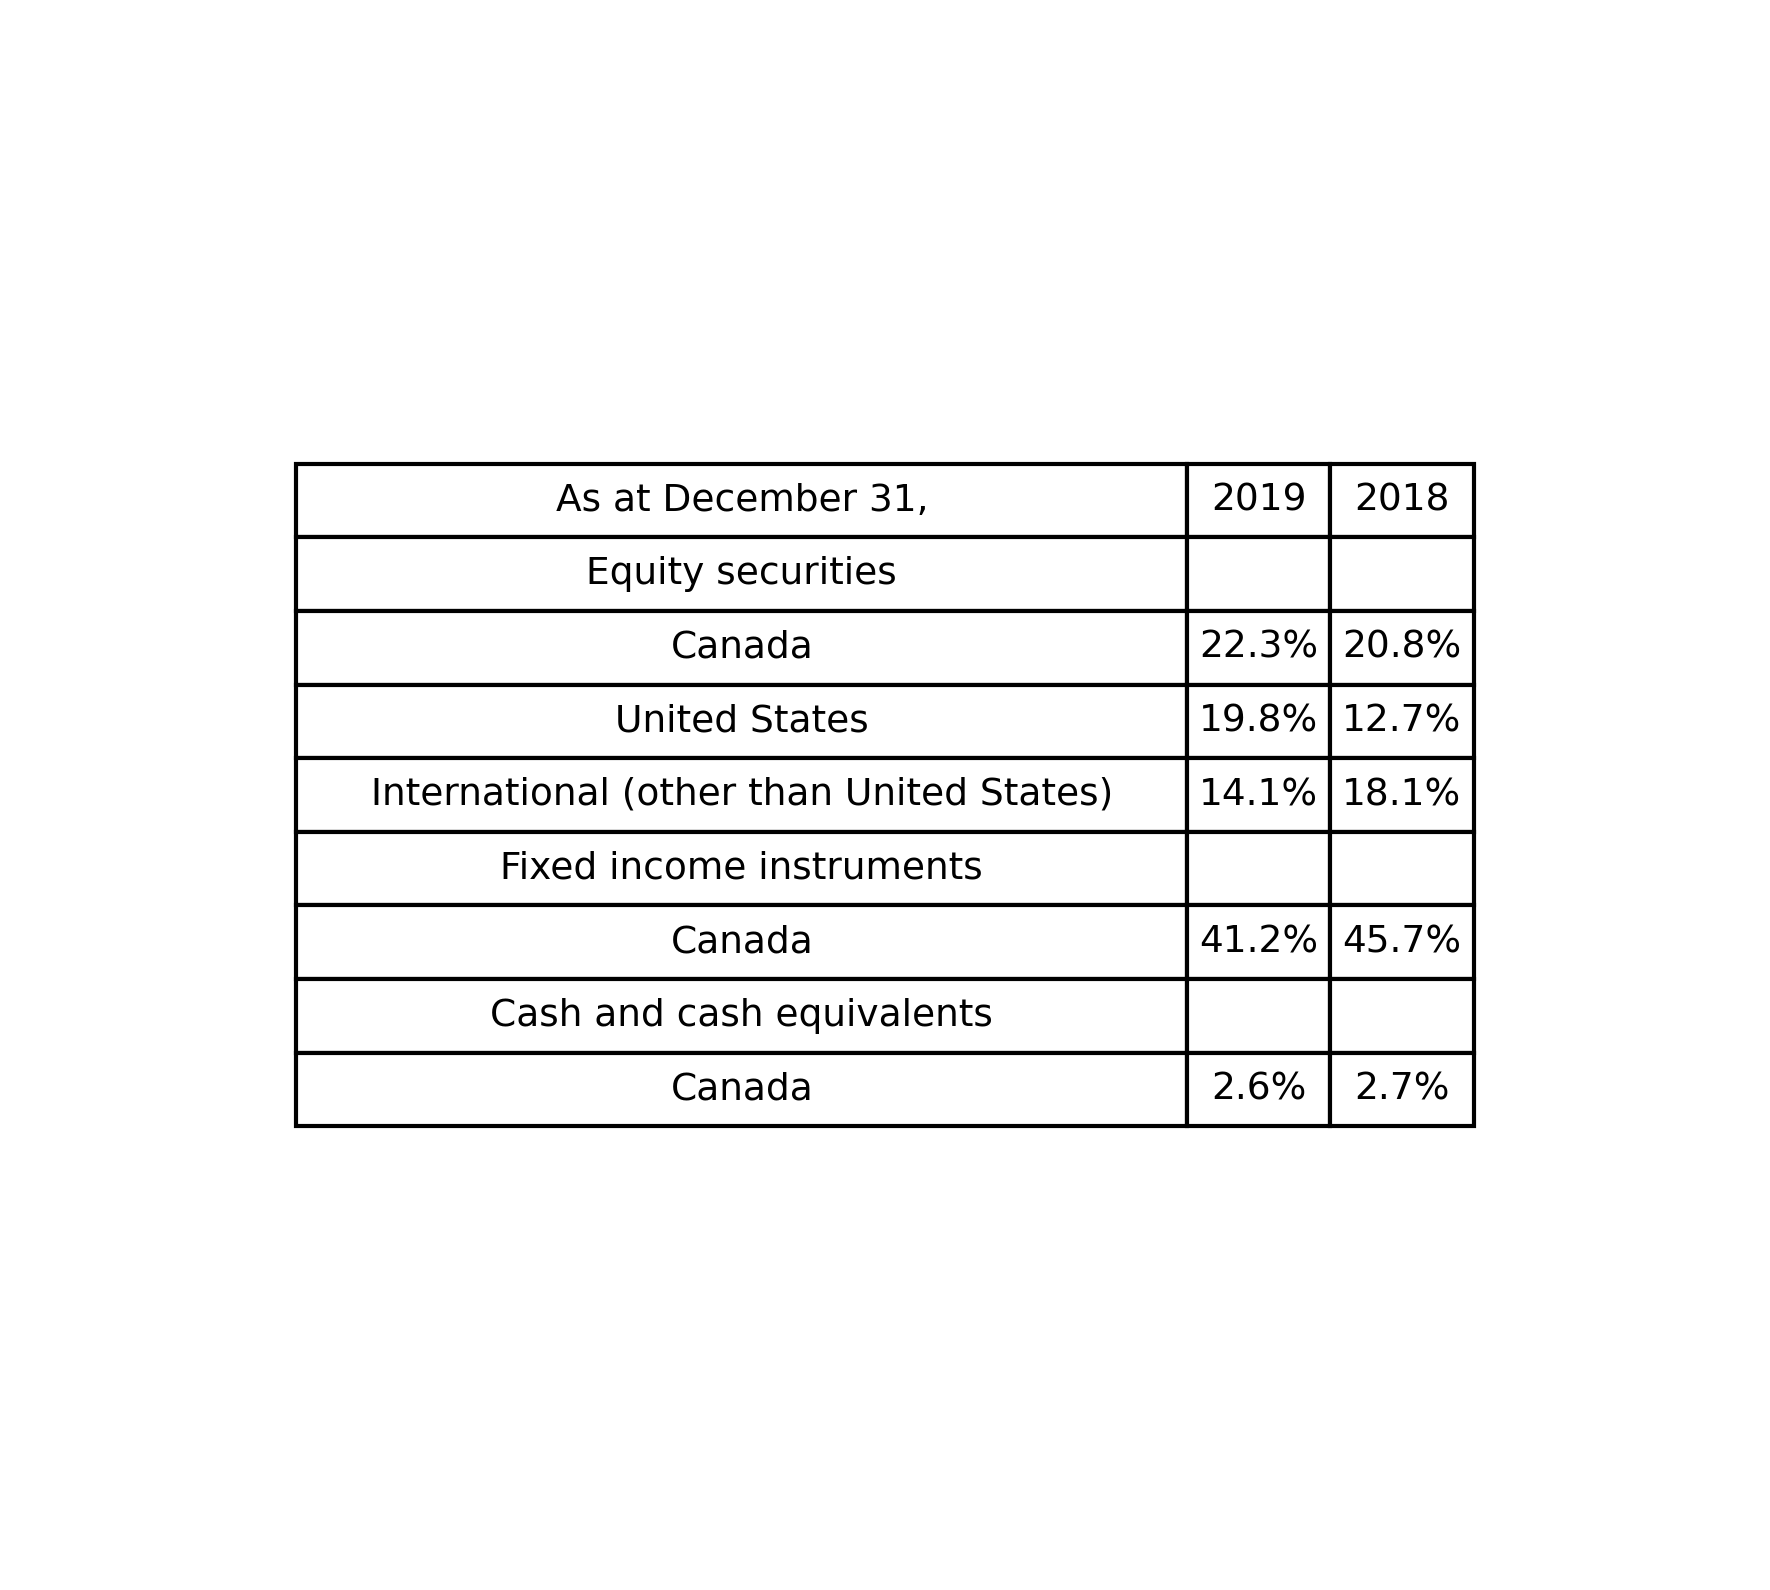 As at December 31, 2019 2018
Equity securities
Canada 22.3% 20.8%
United States 19.8% 12.7%
International (other than United States) 14.1% 18.1%
Fixed income instruments
Canada 41.2% 45.7%
Cash and cash equivalents
Canada 2.6% 2.7%